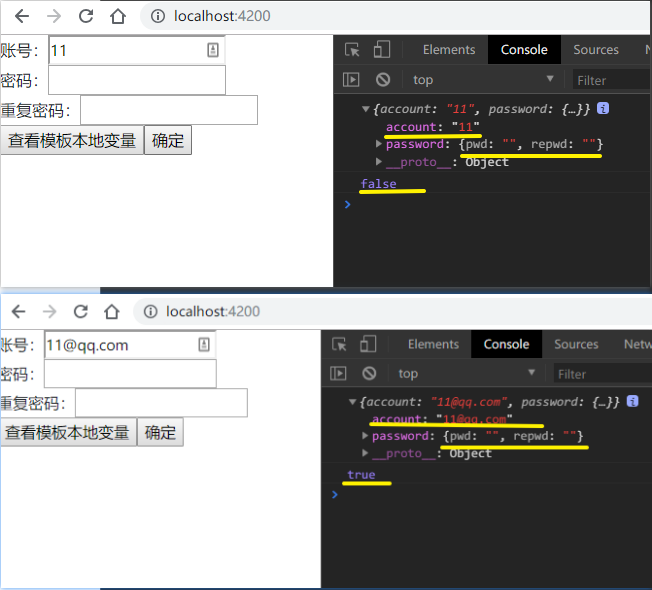 localhost:4200
账号： 11
密码：
重复密码：
查看模板本地变量 确定
Elements Console Sources
top Filter
{account: "11", password: {…}}
account: "11"
password: {pwd: "", repwd: ""}
__proto__: Object
false
localhost:4200
账号： 11@qq.com
密码：
重复密码：
查看模板本地变量 确定
Elements Console Sources Netw
top Filter
{account: "11@qq.com", password: {…}}
account: "11@qq.com"
password: {pwd: "", repwd: ""}
__proto__: Object
true